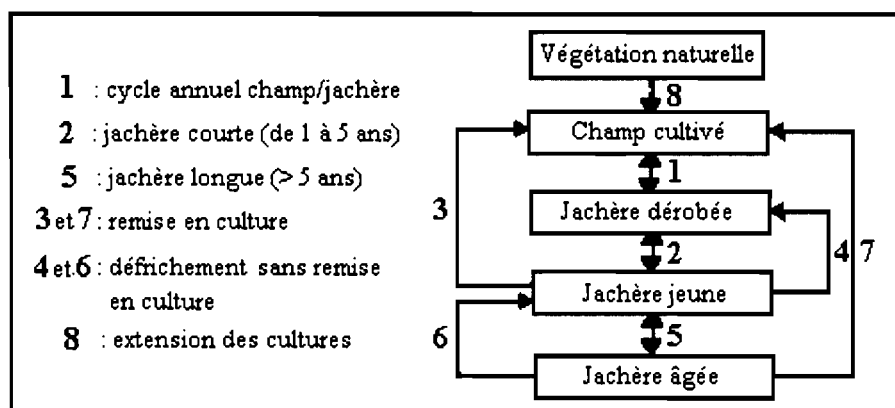 1 : cycle annuel champ/jachère
2 : jachère courte (de 1 à 5 ans)
5 : jachère longue (> 5 ans)
3 et 7 : remise en culture
4 et 6 : défrichement sans remise
en culture
8 : extension des cultures
Végétation naturelle
8
Champ cultivé
1
3
Jachère dérobée
2
4 7
Jachère jeune
6
5
Jachère âgée